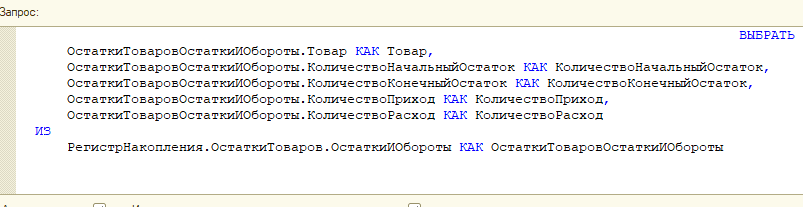 Запрос:
ВЫБРАТЬ
ОстаткиТоваровОстаткиИОбороты.Товар КАК Товар,
ОстаткиТоваровОстаткиИОбороты.КоличествоНачальныйОстаток КАК КоличествоНачальныйОстаток,
ОстаткиТоваровОстаткиИОбороты.КоличествоКонечныйОстаток КАК КоличествоКонечныйОстаток,
ОстаткиТоваровОстаткиИОбороты.КоличествоПриход КАК КоличествоПриход,
ОстаткиТоваровОстаткиИОбороты.КоличествоРасход КАК КоличествоРасход
ИЗ
РегистрНакопления.ОстаткиТоваров.ОстаткиИОбороты КАК ОстаткиТоваровОстаткиИОбороты